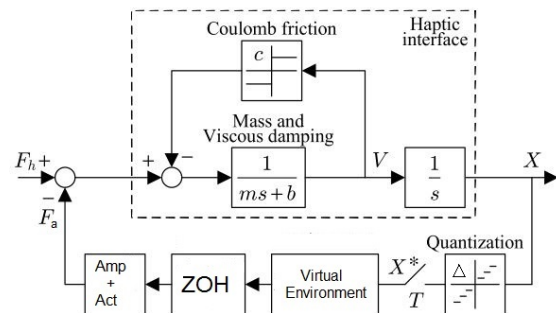 Coulomb friction
Haptic
interface
c
Mass and
Viscous damping
F_h + + − 1 V 1 X
ms+b s
−
F_a
Quantization
Amp
+
Act
ZOH
Virtual
Environment
X* Δ
T